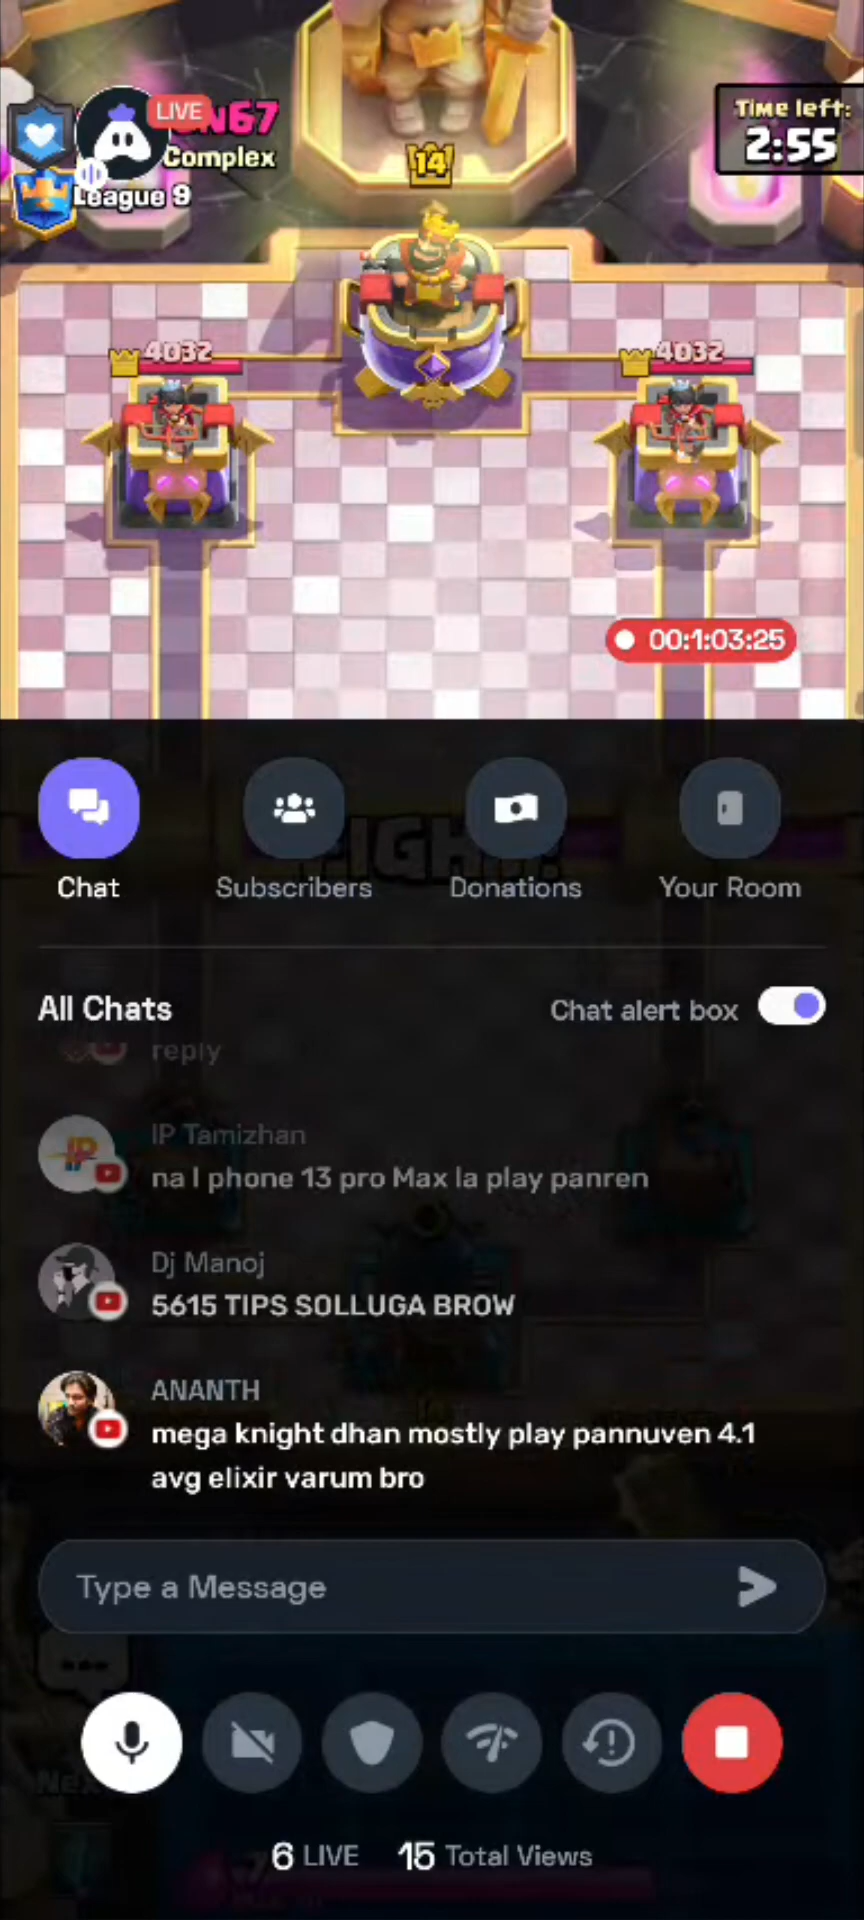 LIVE
N67
Complex
League 9
Time left:
2:55
14
4032
4032
00:1:03:25
FIGHT!
Chat
Subscribers
Donations
Your Room
All Chats
Chat alert box
reply
IP Tamizhan
na I phone 13 pro Max la play panren
Dj Manoj
5615 TIPS SOLLUGA BROW
ANANTH
mega knight dhan mostly play pannuven 4.1
avg elixir varum bro
Type a Message
6 LIVE 15 Total Views